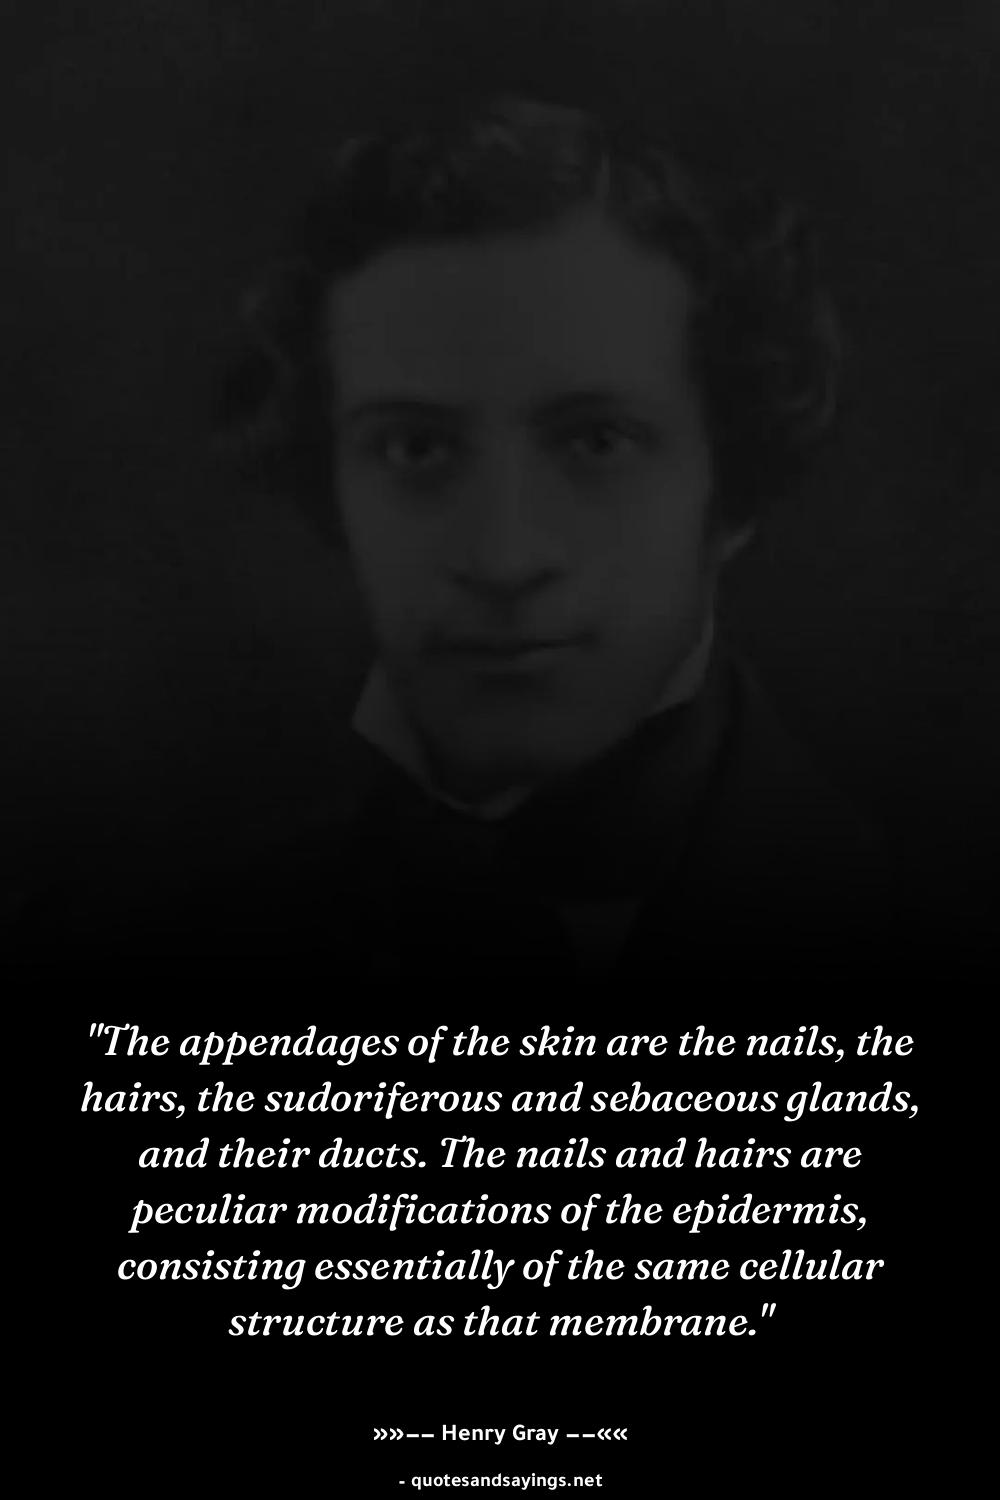 "The appendages of the skin are the nails, the
hairs, the sudoriferous and sebaceous glands,
and their ducts. The nails and hairs are
peculiar modifications of the epidermis,
consisting essentially of the same cellular
structure as that membrane."
»»−− Henry Gray −−««
- quotesandsayings.net